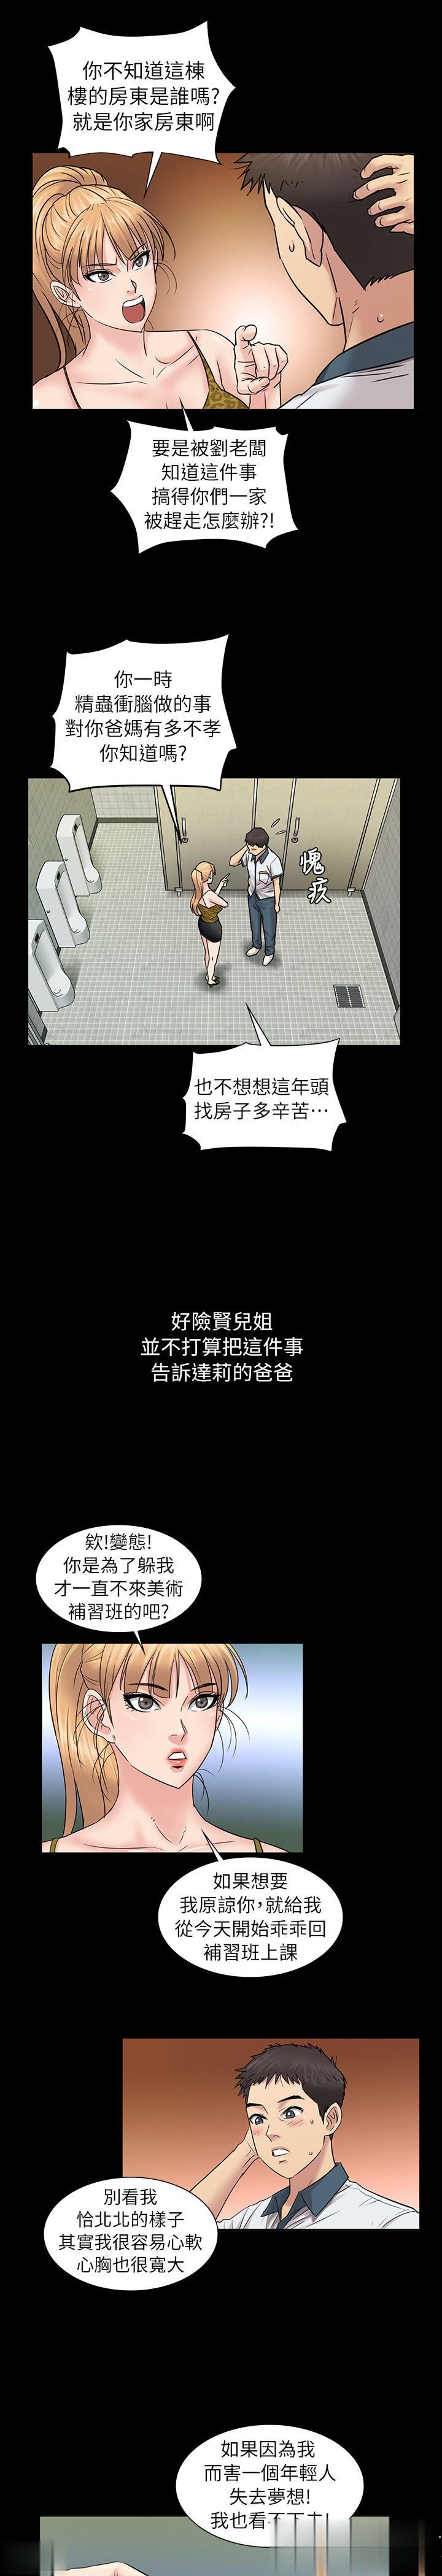 你不知道這棟
樓的房東是誰嗎?
就是你家房東啊
要是被劉老闆
知道這件事
搞得你們一家
被趕走怎麼辦?!
你一時
精蟲衝腦做的事
對你爸媽有多不孝
你知道嗎?
愧
疚
也不想想這年頭
找房子多辛苦⋯
好險賢兒姐
並不打算把這件事
告訴達莉的爸爸
欸!變態!
你是為了躲我
才一直不來美術
補習班的吧?
如果想要
我原諒你,就給我
從今天開始乖乖回
補習班上課
別看我
恰北北的樣子
其實我很容易心軟
心胸也很寬大
如果因為我
而害一個年輕人
失去夢想!
我也看不下去!